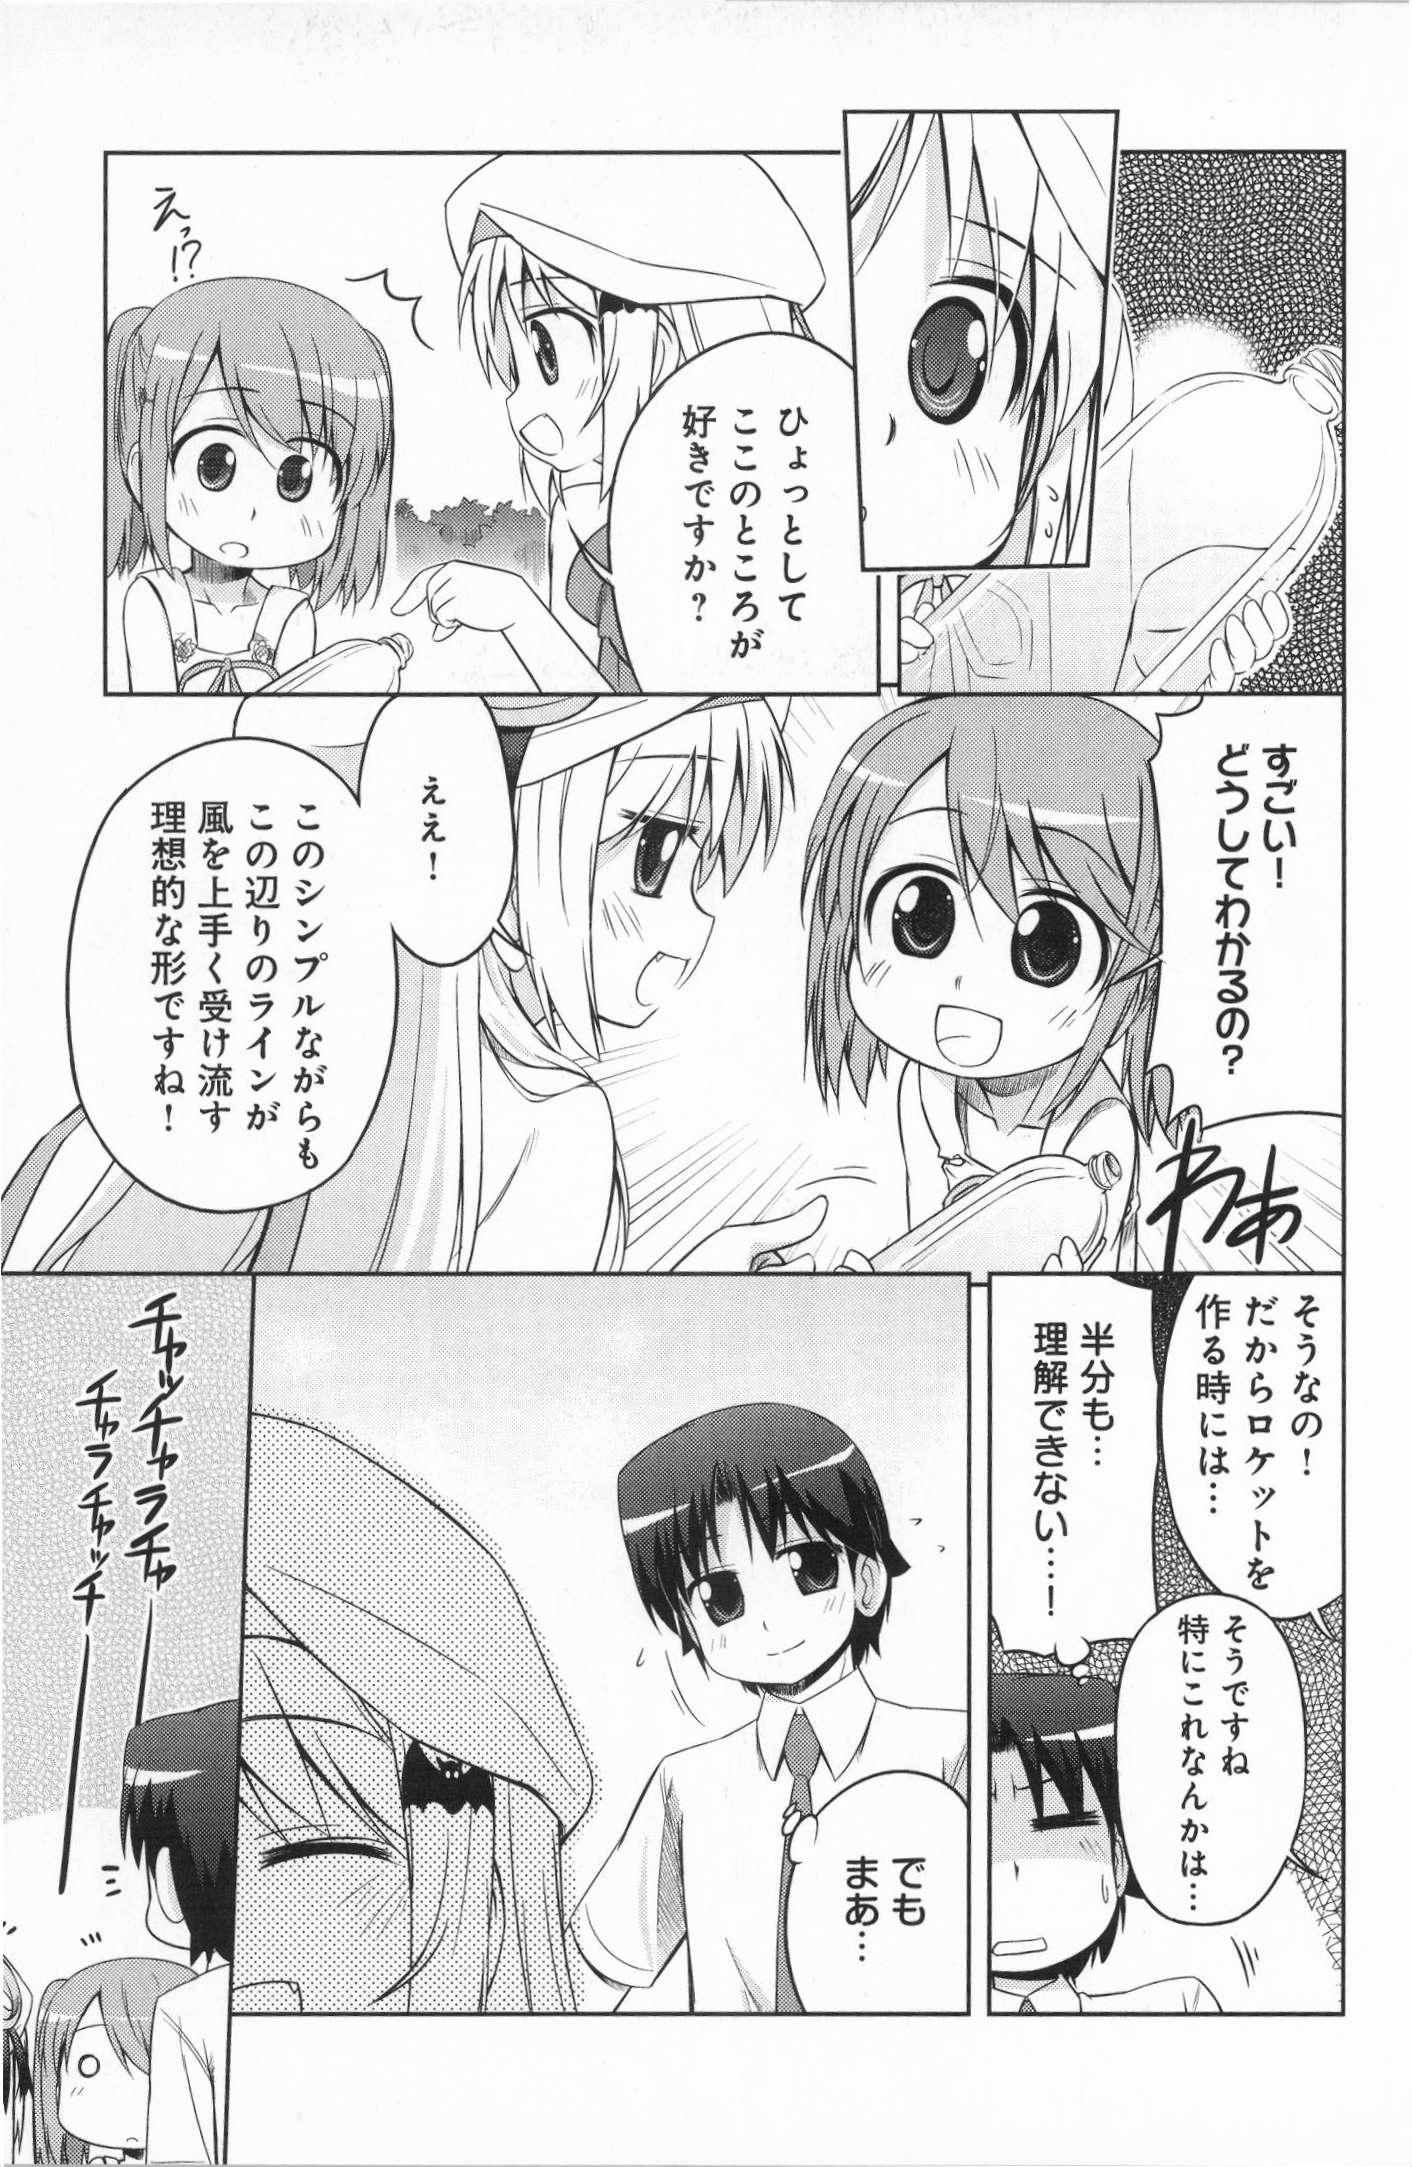 ひょっとして
ここのところが
好きですか?
えっ!?
すごい!
どうしてわかるの?
わあ
ええ!
このシンプルながらも
この辺りのラインが
風を上手く受け流す
理想的な形ですね!
そうなの!
だからロケットを
作る時には…
そうですね
特にこれなんかは…
半分も…
理解できない…!
でも
まあ…
チャッチャラチャ
チャラチャッチ